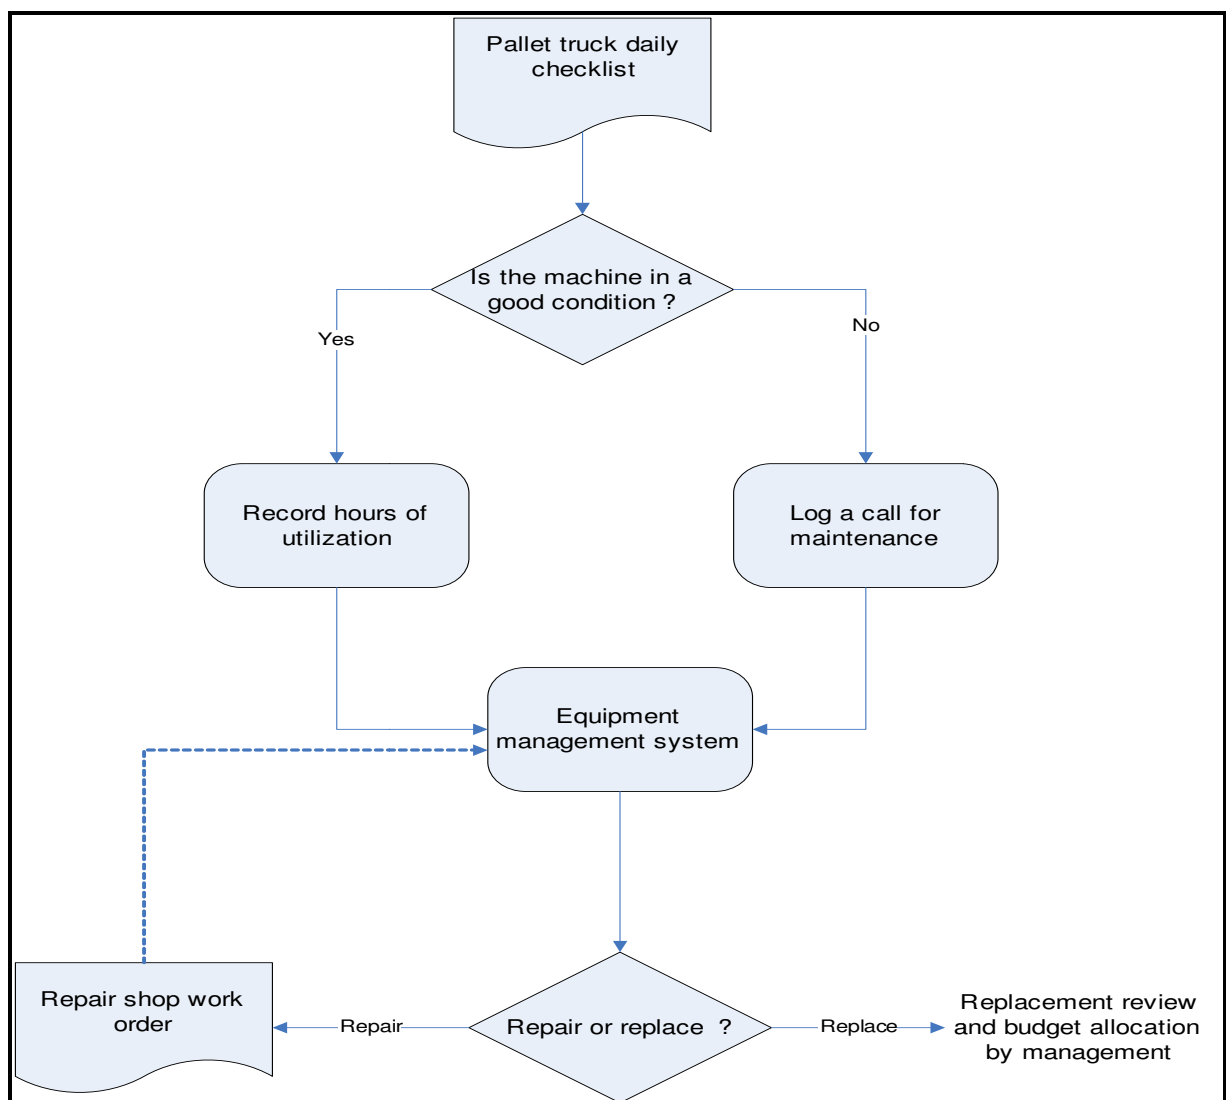 Pallet truck daily
checklist
Is the machine in a
good condition ?
Yes
No
Record hours of
utilization
Log a call for
maintenance
Equipment
management system
Repair shop work
order
Repair
Repair or replace ?
Replace
Replacement review
and budget allocation
by management